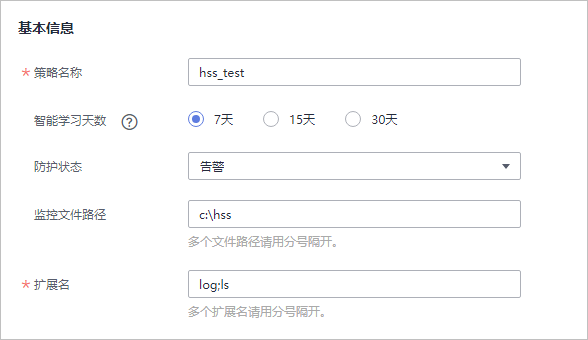 基本信息
* 策略名称 hss_test
智能学习天数 ? 7天 15天 30天
防护状态 告警
监控文件路径 c:\hss
多个文件路径请用分号隔开。
* 扩展名 log;ls
多个扩展名请用分号隔开。